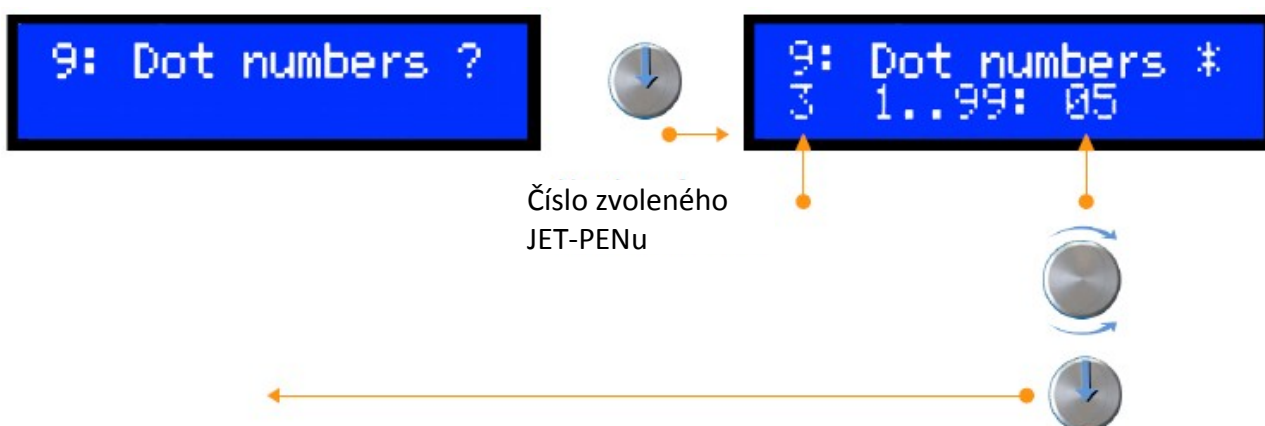 9: Dot numbers ?
9: Dot numbers *
3 1..99: 05
Číslo zvoleného
JET-PENu